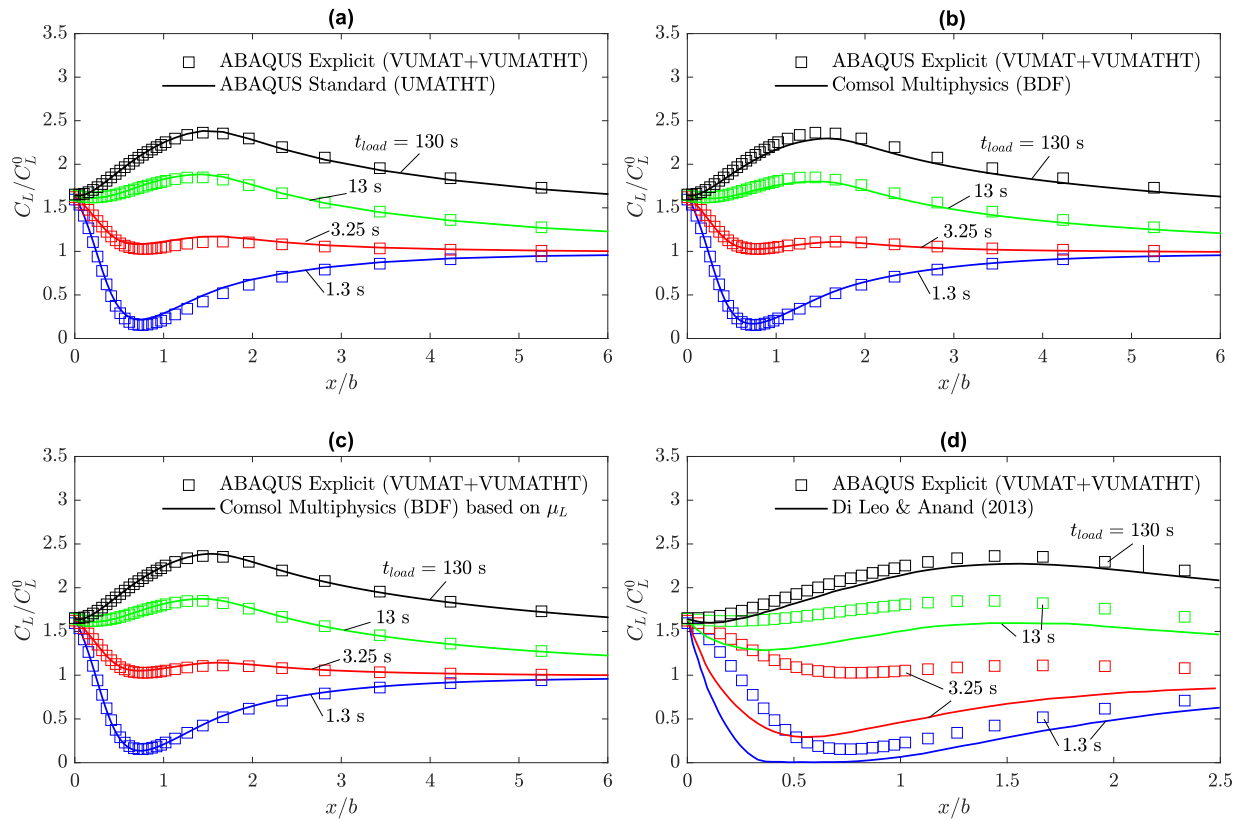 (a)
3.5
3
2.5
2
1.5
1
0.5
0
C_L/C_L^0
ABAQUS Explicit (VUMAT+VUMATHT)
ABAQUS Standard (UMATHT)
t_load = 130 s
13 s
3.25 s
1.3 s
0 1 2 3 4 5 6
x/b
(b)
3.5
3
2.5
2
1.5
1
0.5
0
C_L/C_L^0
ABAQUS Explicit (VUMAT+VUMATHT)
Comsol Multiphysics (BDF)
t_load = 130 s
13 s
3.25 s
1.3 s
0 1 2 3 4 5 6
x/b
(c)
3.5
3
2.5
2
1.5
1
0.5
0
C_L/C_L^0
ABAQUS Explicit (VUMAT+VUMATHT)
Comsol Multiphysics (BDF) based on μ_L
t_load = 130 s
13 s
3.25 s
1.3 s
0 1 2 3 4 5 6
x/b
(d)
3.5
3
2.5
2
1.5
1
0.5
0
C_L/C_L^0
ABAQUS Explicit (VUMAT+VUMATHT)
Di Leo & Anand (2013)
t_load = 130 s
13 s
3.25 s
1.3 s
0 0.5 1 1.5 2 2.5
x/b